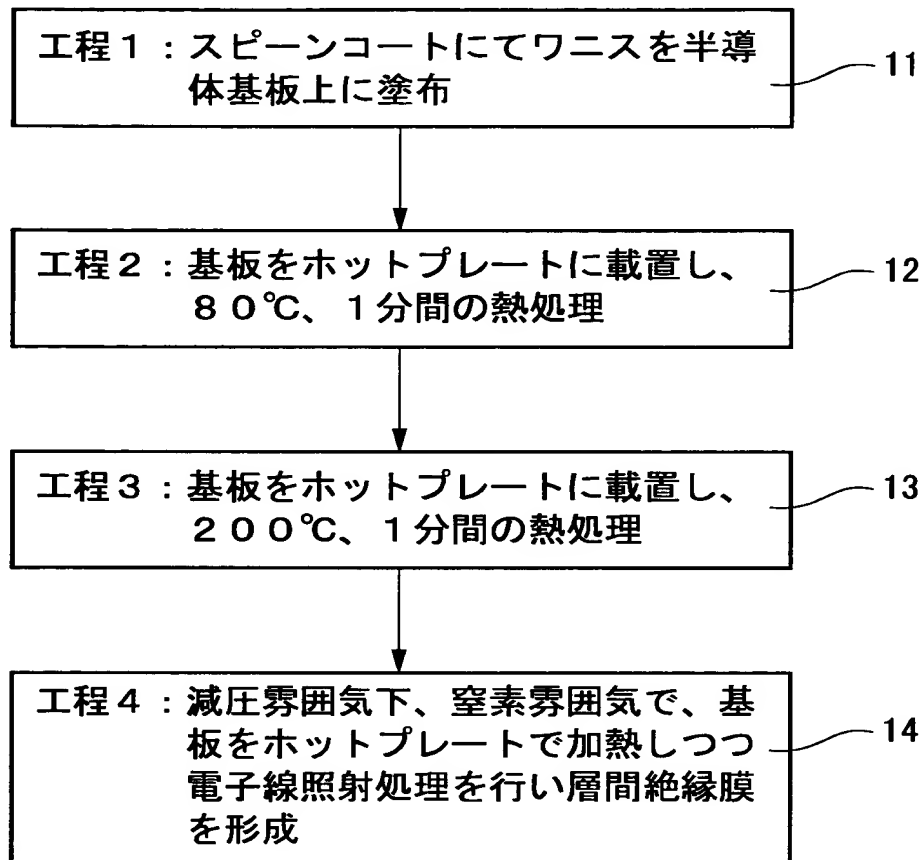 工程１：スピーンコートにてワニスを半導
体基板上に塗布
11
工程２：基板をホットプレートに載置し、
８０℃、１分間の熱処理
12
工程３：基板をホットプレートに載置し、
２００℃、１分間の熱処理
13
工程４：減圧雰囲気下、窒素雰囲気で、基
板をホットプレートで加熱しつつ
電子線照射処理を行い層間絶縁膜
を形成
14